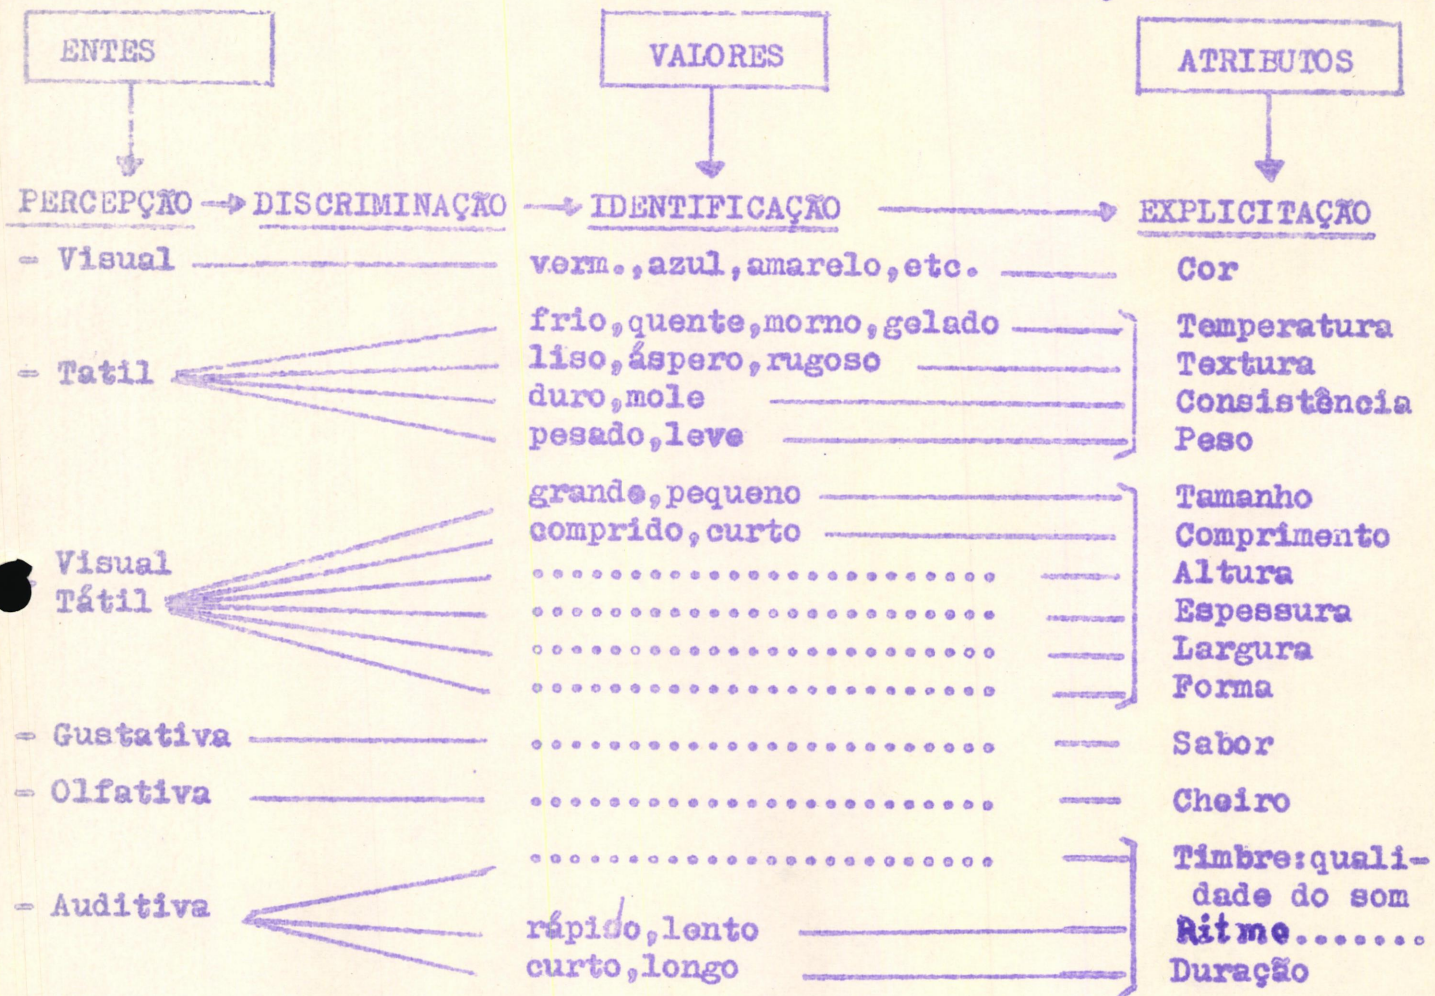 ENTES VALORES ATRIBUTOS
PERCEPÇÃO DISCRIMINAÇÃO IDENTIFICAÇÃO EXPLICITAÇÃO
- Visual verm.,azul,amarelo,etc. Cor
frio,quente,morno,gelado Temperatura
liso,áspero,rugoso Textura
- Tatil
duro,mole Consistência
pesado,leve Peso
grande,pequeno Tamanho
comprido,curto Comprimento
Visual ........................ Altura
Tátil ........................ Espessura
........................ Largura
........................ Forma
- Gustativa ........................ Sabor
- Olfativa ........................ Cheiro
........................ Timbre:quali-
dade do som
- Auditiva
rápido,lento Ritmo.......
curto,longo Duração